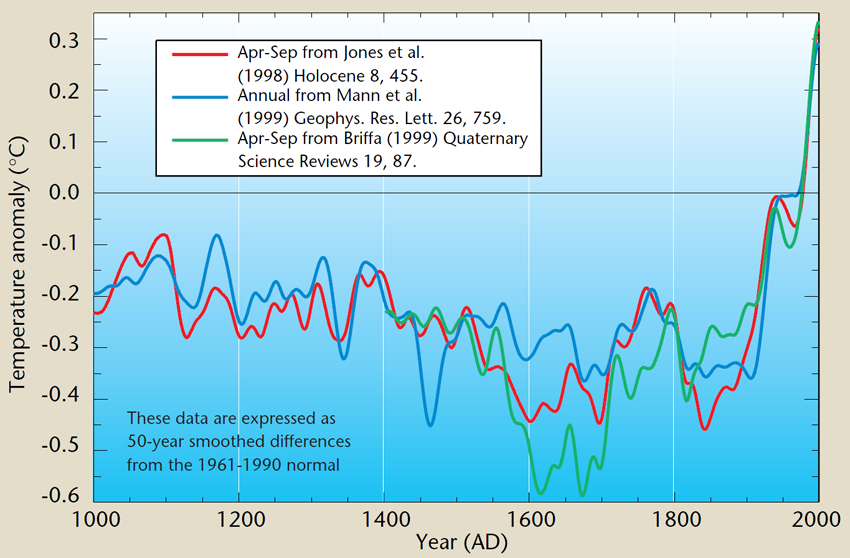 0.3
0.2
0.1
0.0
-0.1
-0.2
-0.3
-0.4
-0.5
-0.6
Temperature anomaly (°C)
Apr-Sep from Jones et al.
(1998) Holocene 8, 455.
Annual from Mann et al.
(1999) Geophys. Res. Lett. 26, 759.
Apr-Sep from Briffa (1999) Quaternary
Science Reviews 19, 87.
These data are expressed as
50-year smoothed differences
from the 1961-1990 normal
1000 1200 1400 1600 1800 2000
Year (AD)